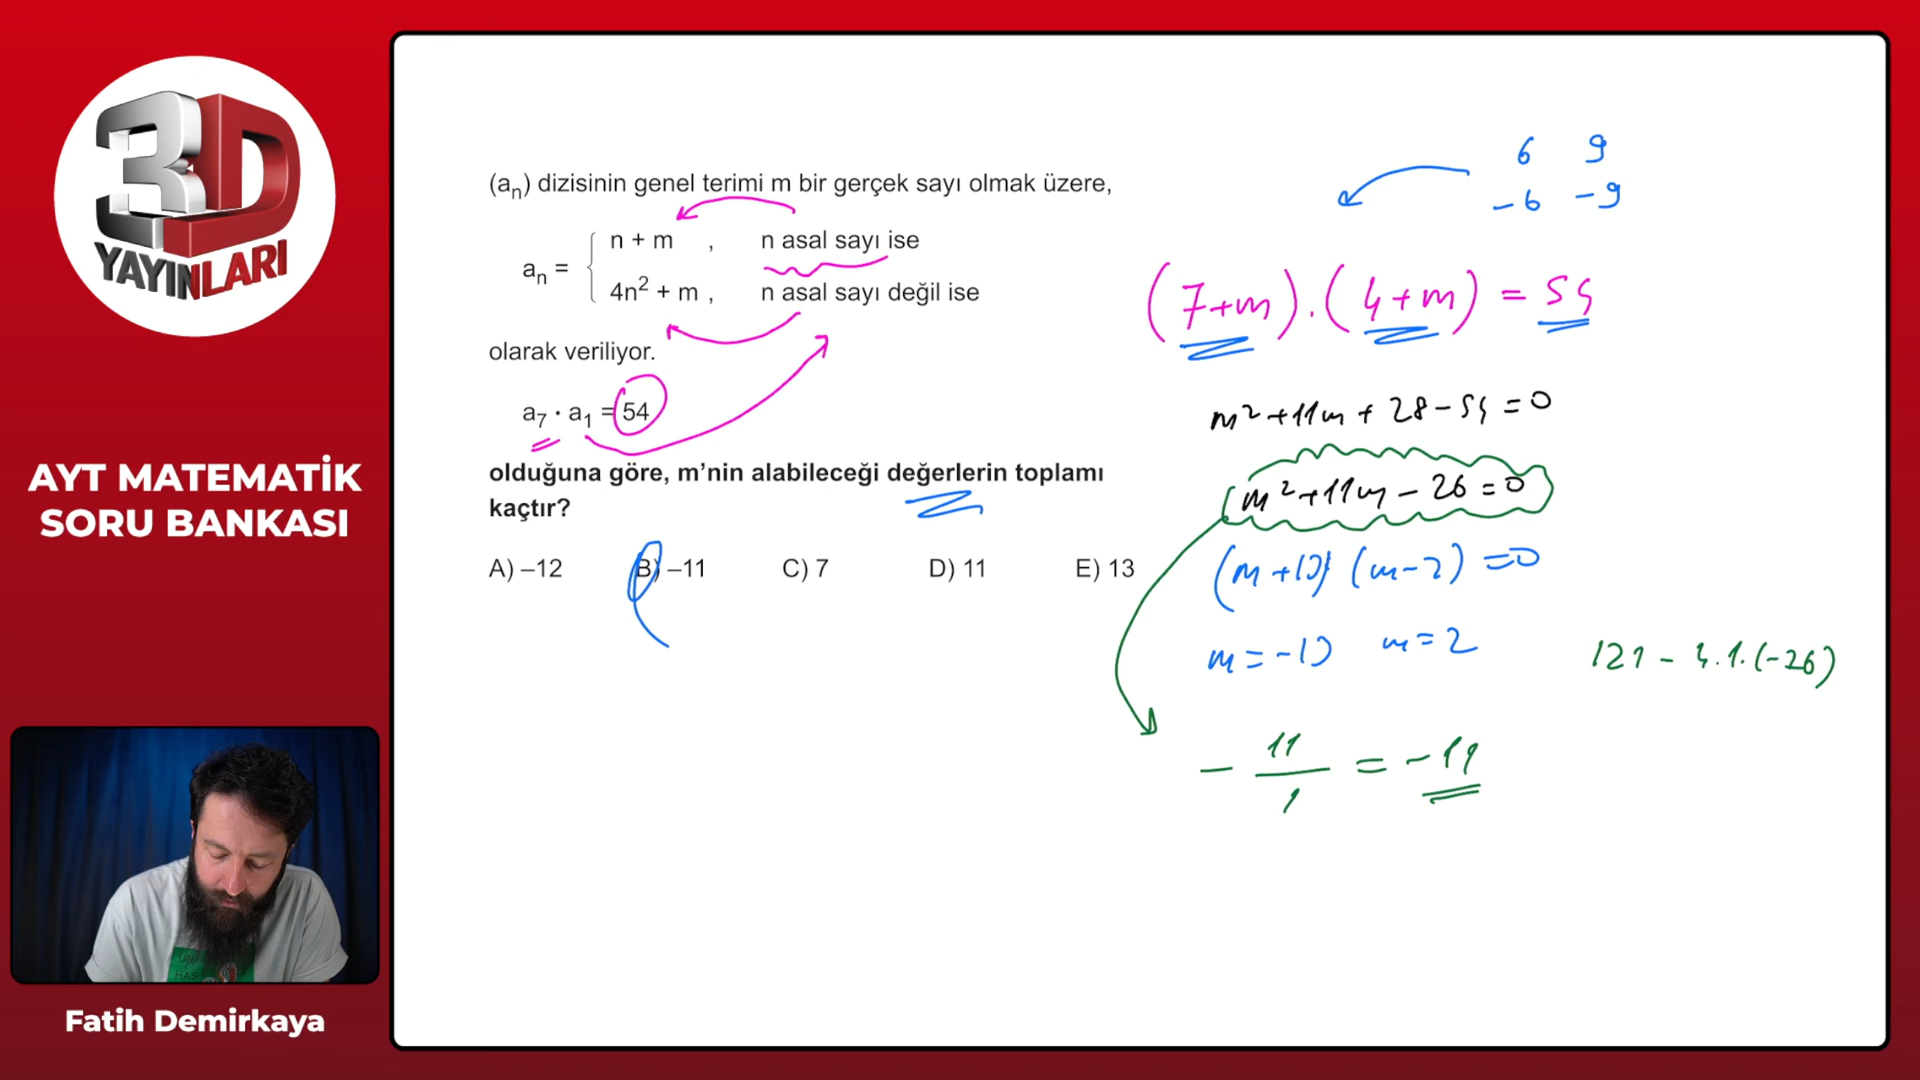 3D
YAYINLARI
AYT MATEMATİK
SORU BANKASI
Fatih Demirkaya
(aₙ) dizisinin genel terimi m bir gerçek sayı olmak üzere,
aₙ = { n + m , n asal sayı ise
4n² + m , n asal sayı değil ise
olarak veriliyor.
a₇ · a₁ = 54
olduğuna göre, m'nin alabileceği değerlerin toplamı
kaçtır?
A) –12 B) –11 C) 7 D) 11 E) 13
6 9
-6 -9
(7+m).(4+m) = 54
m²+11m+28-54=0
m²+11m-26=0
(m+13)(m-2)=0
m=-13 m=2
121-4.1.(-26)
- 11/1 = -11